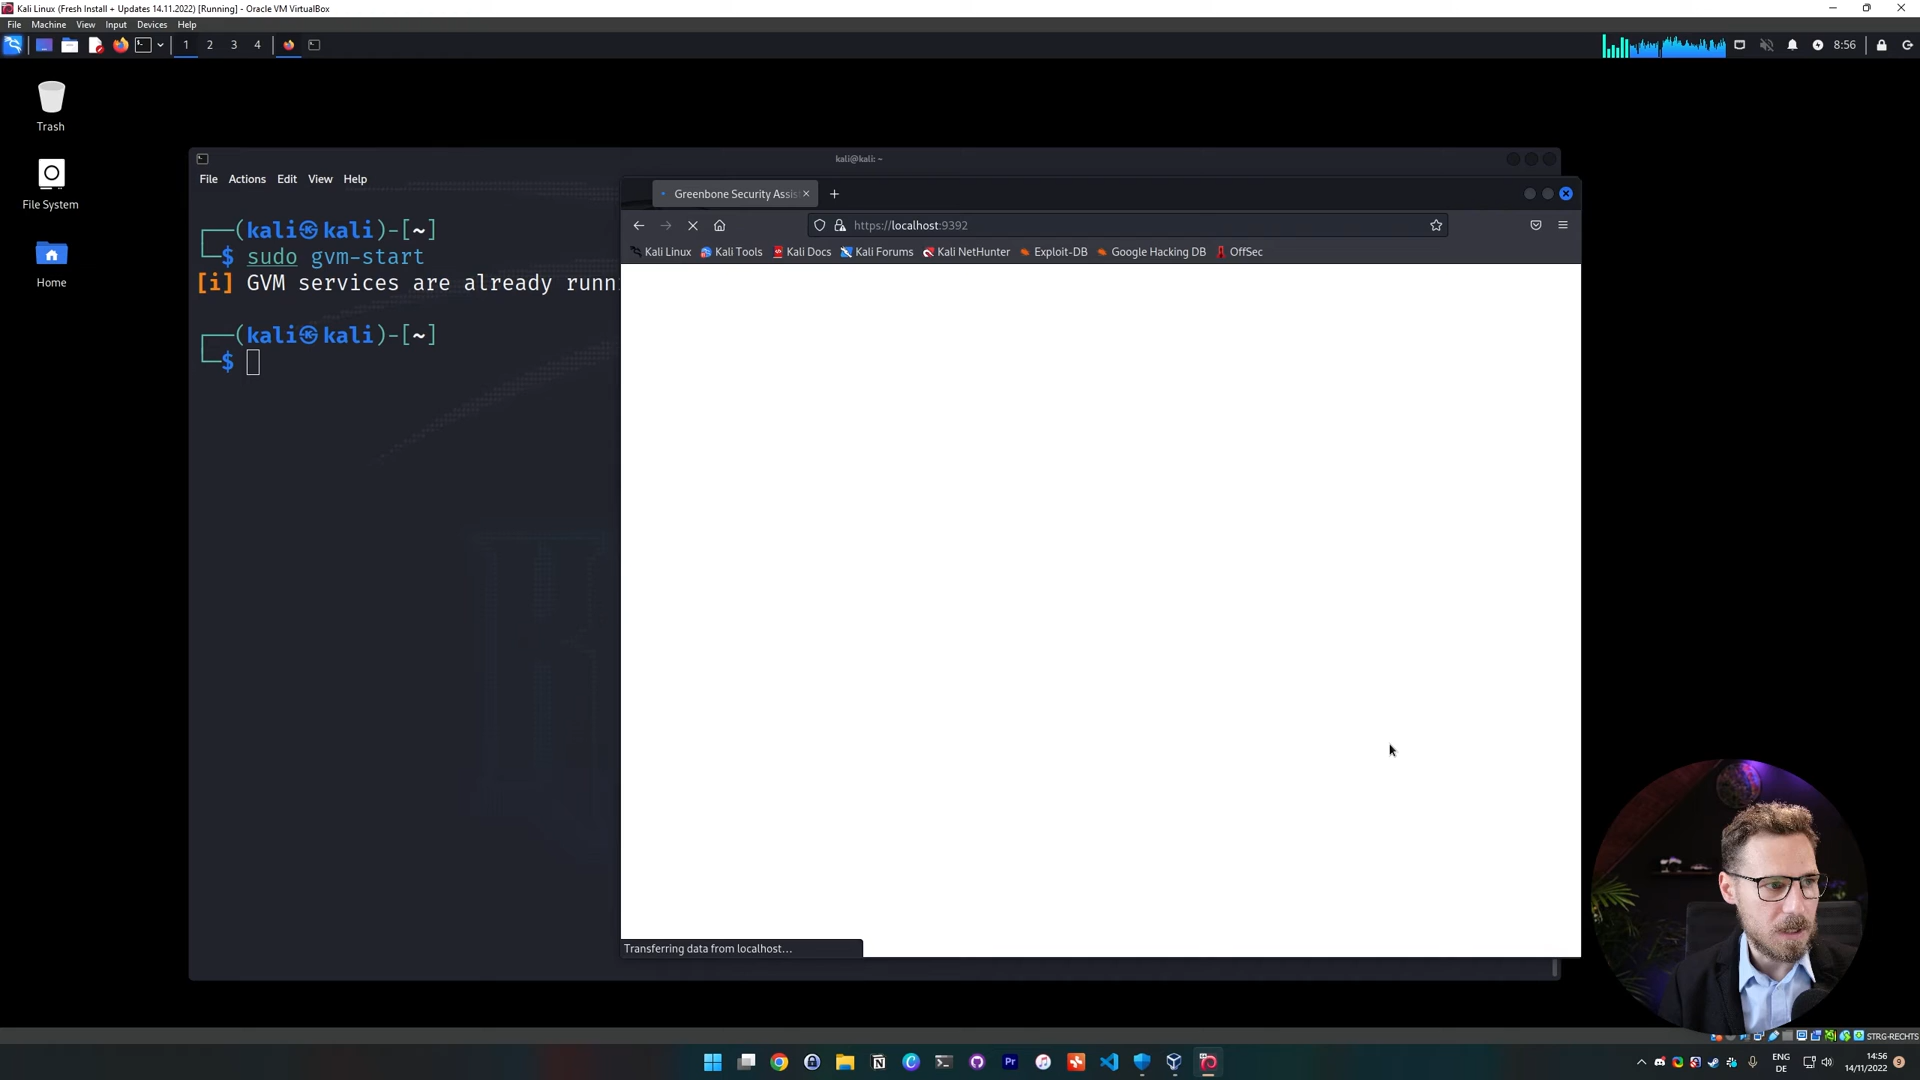 Kali Linux (Fresh Install + Updates 14.11.2022) [Running] - Oracle VM VirtualBox
File Machine View Input Devices Help
1 2 3 4
8:56
Trash
File System
Home
kali@kali: ~
File Actions Edit View Help
┌──(kali㉿kali)-[~]
└─$ sudo gvm-start
[i] GVM services are already runn
┌──(kali㉿kali)-[~]
└─$
Greenbone Security Assis
https://localhost:9392
Kali Linux Kali Tools Kali Docs Kali Forums Kali NetHunter Exploit-DB Google Hacking DB OffSec
Transferring data from localhost…
STRG-RECHTS
ENG
DE
14:56
14/11/2022
9